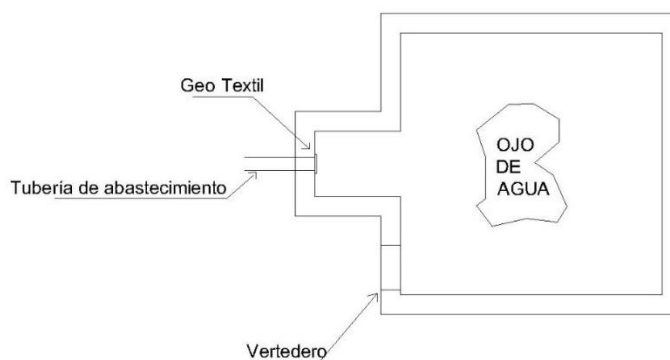 Geo Textil
Tuberia de abastecimiento
OJO
DE
AGUA
Vertedero